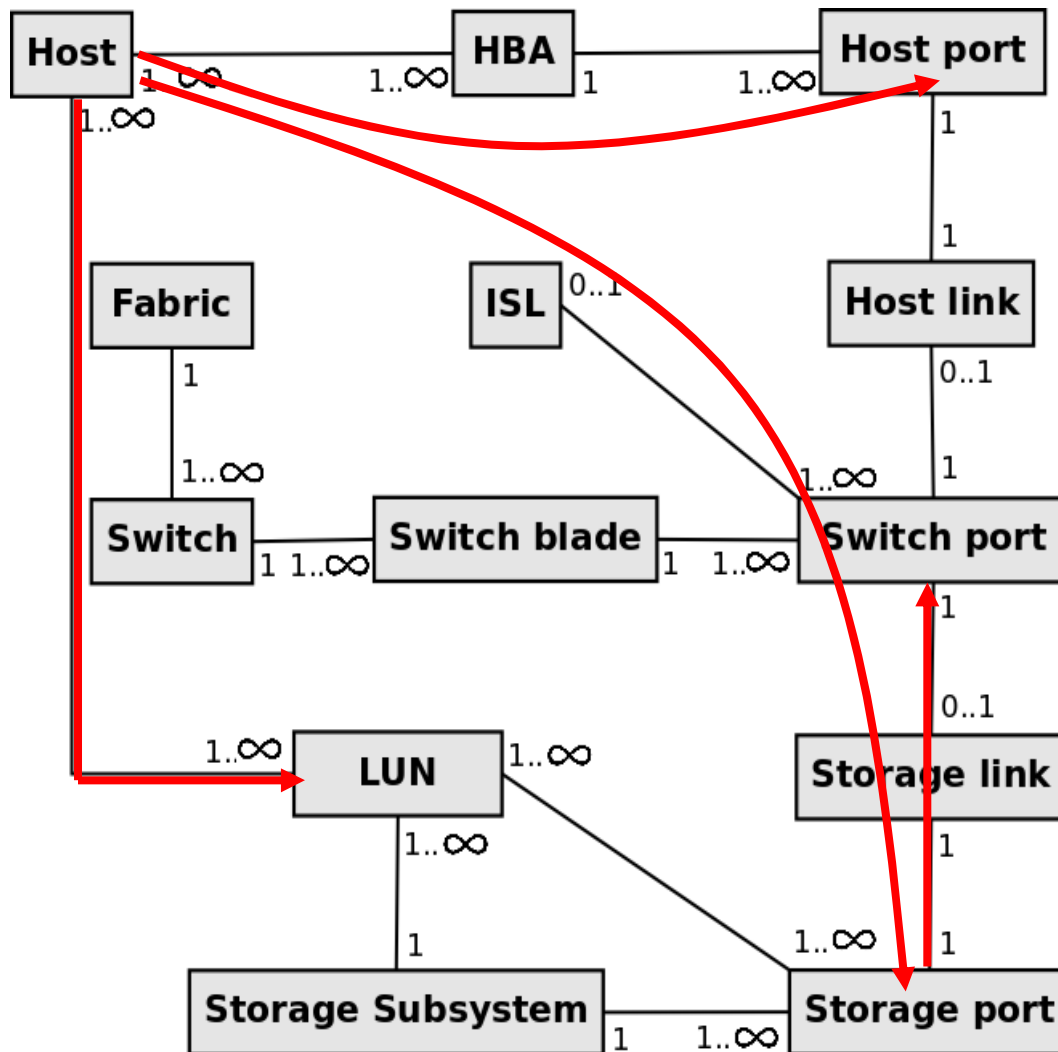 Host
HBA
Host port
1 ∞
1..∞
1
1..∞
1..∞
1
1
Fabric
ISL
0..1
Host link
1
0..1
1..∞
1..∞
1
Switch
Switch blade
Switch port
1
1..∞
1
1..∞
1
0..1
1..∞
LUN
1..∞
Storage link
1..∞
1
1
1..∞
1
Storage Subsystem
Storage port
1
1..∞